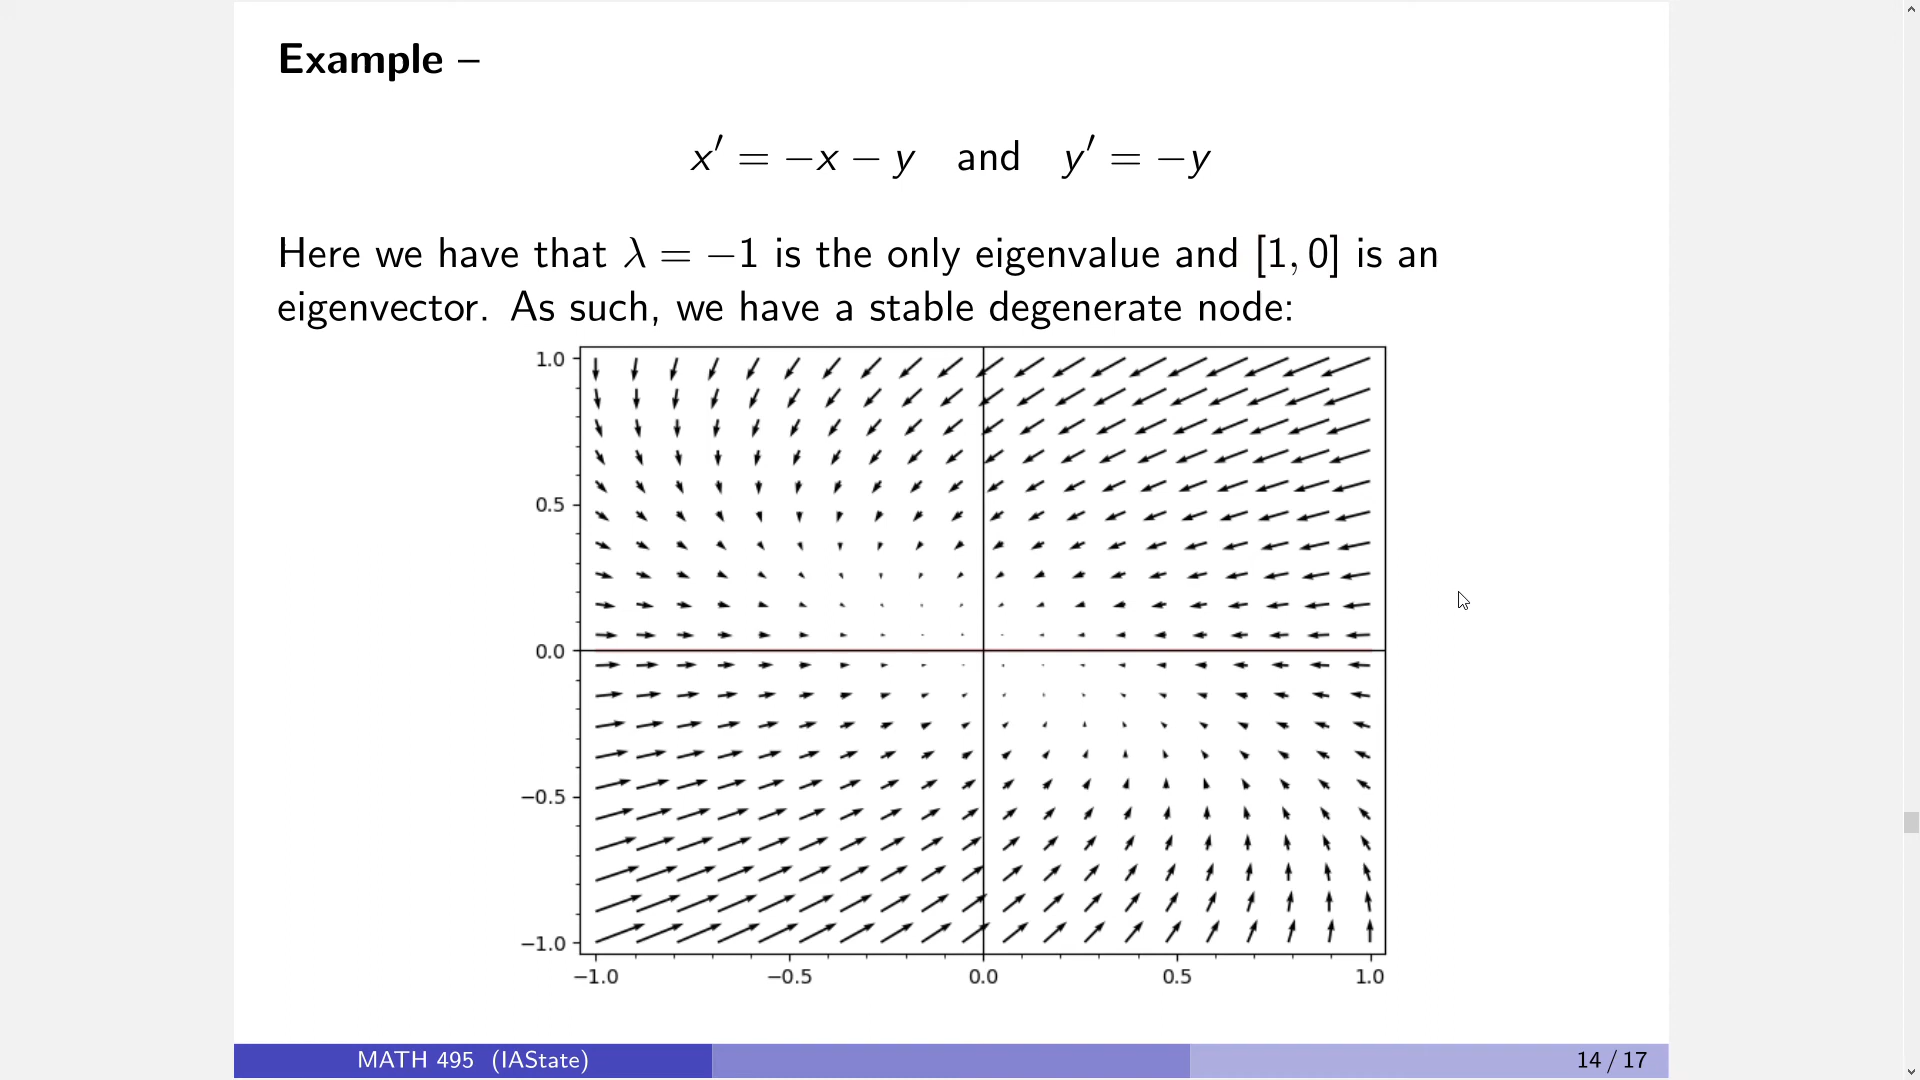 Example –
x′ = −x − y and y′ = −y
Here we have that λ = −1 is the only eigenvalue and [1, 0] is an
eigenvector. As such, we have a stable degenerate node:
1.0
0.5
0.0
−0.5
−1.0
−1.0 −0.5 0.0 0.5 1.0
MATH 495 (IAState) 14 / 17